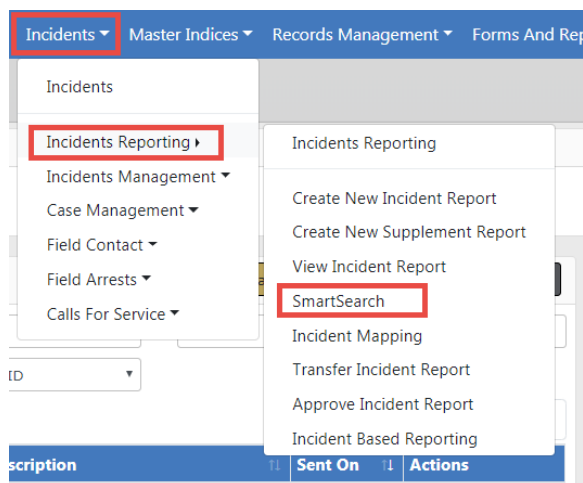 Incidents Master Indices Records Management Forms And Rep
Incidents
Incidents Reporting
Incidents Management
Case Management
Field Contact
Field Arrests
Calls For Service
Incidents Reporting
Create New Incident Report
Create New Supplement Report
View Incident Report
SmartSearch
Incident Mapping
Transfer Incident Report
Approve Incident Report
Incident Based Reporting
ID
scription Sent On Actions